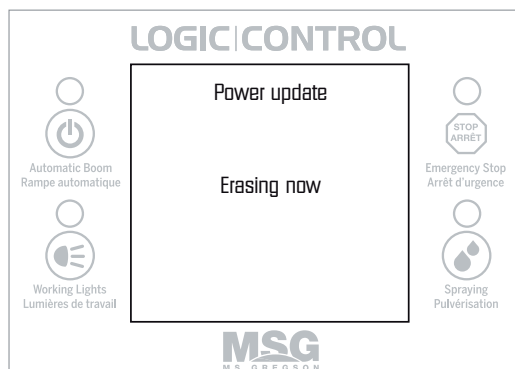 LOGIC|CONTROL
Power update
Erasing now
Automatic Boom
Rampe automatique
Working Lights
Lumières de travail
STOP
ARRÊT
Emergency Stop
Arrêt d'urgence
Spraying
Pulvérisation
MSG
MS GREGSON